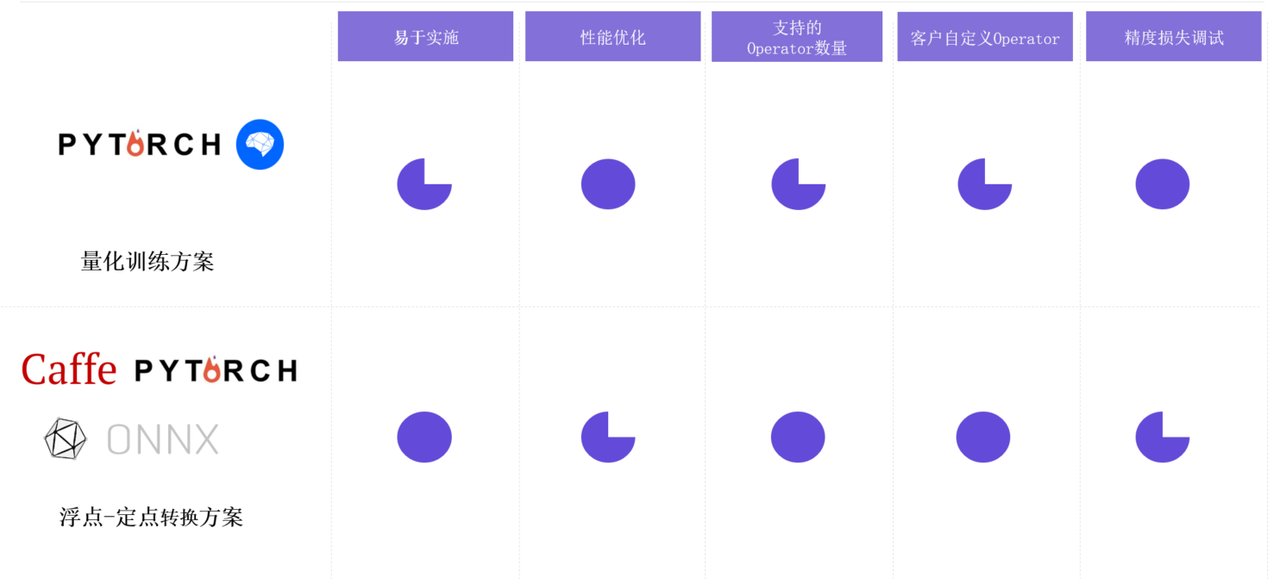 易于实施
性能优化
支持的
Operator数量
客户自定义Operator
精度损失调试
PYTORCH
量化训练方案
Caffe PYTORCH
ONNX
浮点-定点转换方案